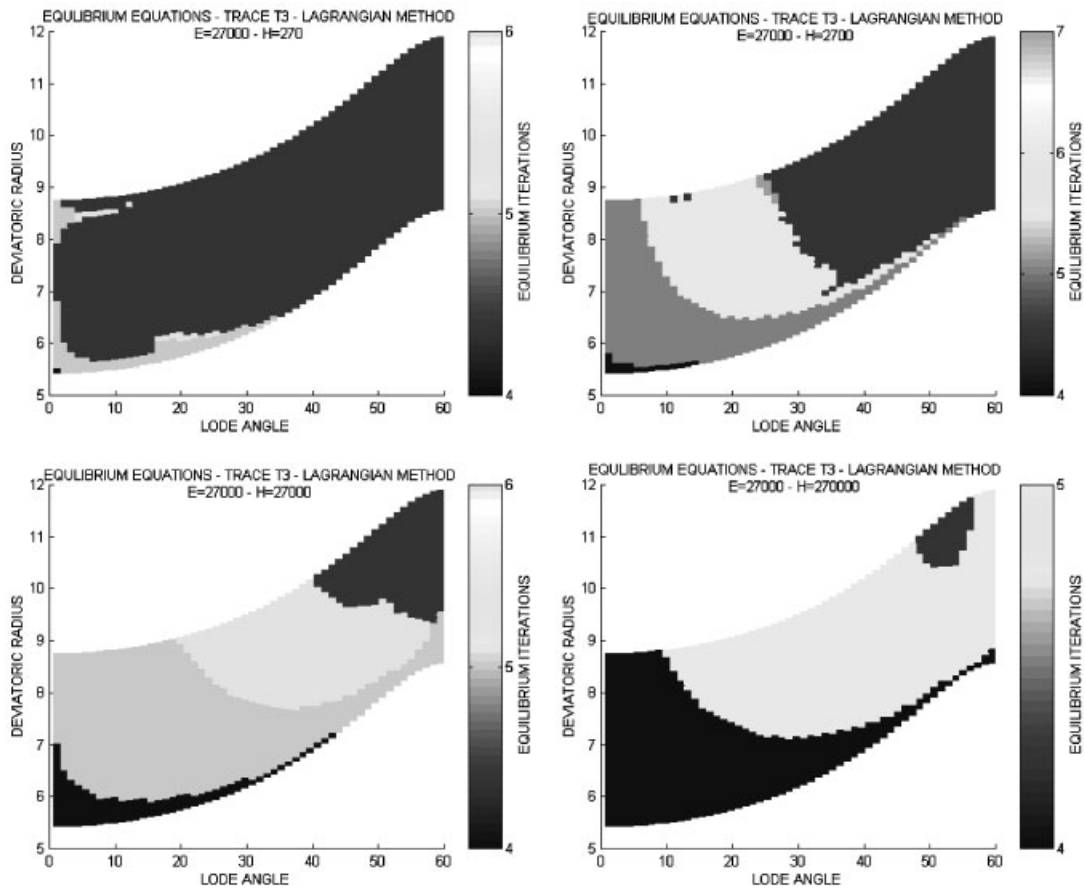 EQUILIBRIUM EQUATIONS - TRACE T3 - LAGRANGIAN METHOD
E=27000 - H=270
12
11
10
9
8
7
6
5
DEVIATORIC RADIUS
0 10 20 30 40 50 60
LODE ANGLE
6
5
4
EQUILIBRIUM ITERATIONS
EQUILIBRIUM EQUATIONS - TRACE T3 - LAGRANGIAN METHOD
E=27000 - H=2700
12
11
10
9
8
7
6
5
DEVIATORIC RADIUS
0 10 20 30 40 50 60
LODE ANGLE
7
6
5
4
EQUILIBRIUM ITERATIONS
EQULIBRIUM EQUATIONS - TRACE T3 - LAGRANGIAN METHOD
E=27000 - H=27000
12
11
10
9
8
7
6
5
DEVIATORIC RADIUS
0 10 20 30 40 50 60
LODE ANGLE
6
5
4
EQUILIBRIUM ITERATIONS
EQULIBRIUM EQUATIONS - TRACE T3 - LAGRANGIAN METHOD
E=27000 - H=270000
12
11
10
9
8
7
6
5
DEVIATORIC RADIUS
0 10 20 30 40 50 60
LODE ANGLE
5
4
EQUILIBRIUM ITERATIONS